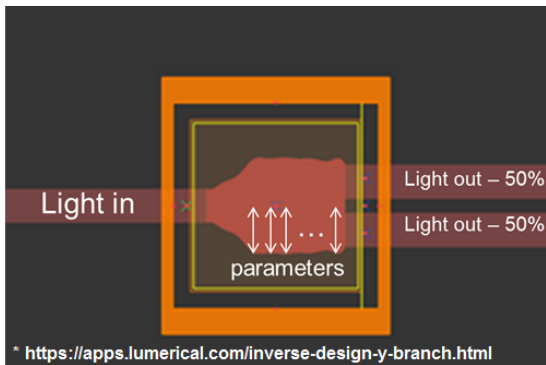 Light in
Light out – 50%
Light out – 50%
...
parameters
* https://apps.lumerical.com/inverse-design-y-branch.html